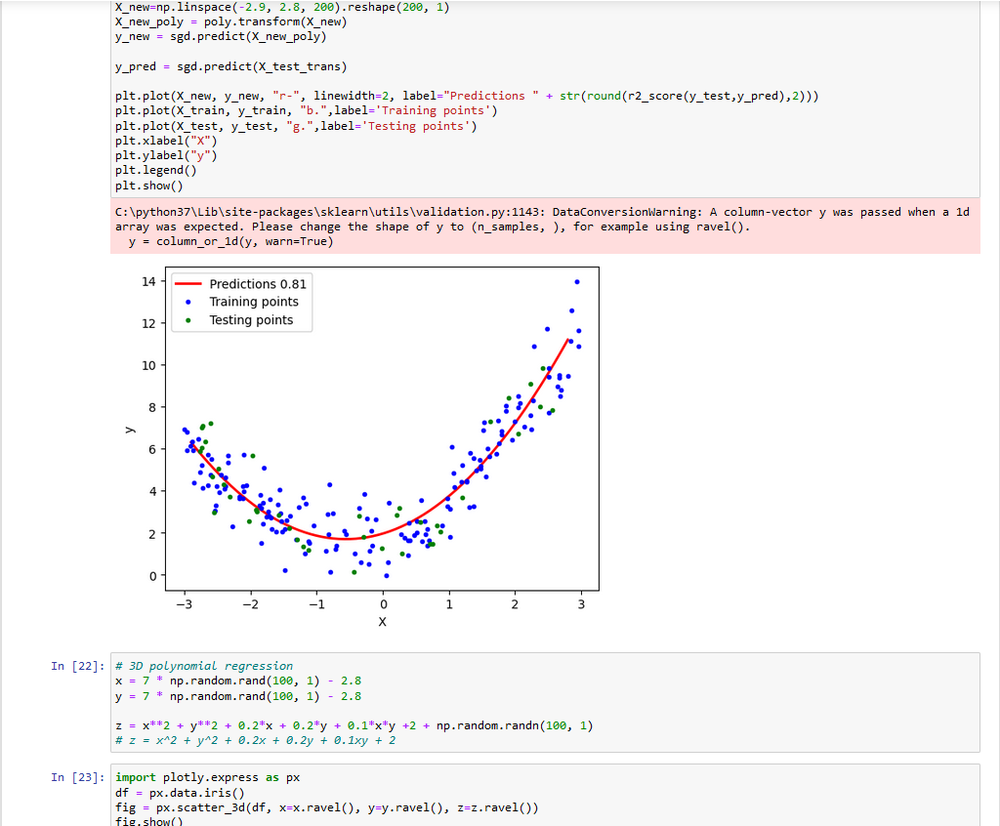 X_new=np.linspace(-2.9, 2.8, 200).reshape(200, 1)
X_new_poly = poly.transform(X_new)
y_new = sgd.predict(X_new_poly)
y_pred = sgd.predict(X_test_trans)
plt.plot(X_new, y_new, "r-", linewidth=2, label="Predictions " + str(round(r2_score(y_test,y_pred),2)))
plt.plot(X_train, y_train, "b.",label='Training points')
plt.plot(X_test, y_test, "g.",label='Testing points')
plt.xlabel("X")
plt.ylabel("y")
plt.legend()
plt.show()
C:\python37\Lib\site-packages\sklearn\utils\validation.py:1143: DataConversionWarning: A column-vector y was passed when a 1d
array was expected. Please change the shape of y to (n_samples, ), for example using ravel().
y = column_or_1d(y, warn=True)
Predictions 0.81
Training points
Testing points
14
12
10
8
6
4
2
0
y
−3 −2 −1 0 1 2 3
X
In [22]: # 3D polynomial regression
x = 7 * np.random.rand(100, 1) - 2.8
y = 7 * np.random.rand(100, 1) - 2.8
z = x**2 + y**2 + 0.2*x + 0.2*y + 0.1*x*y +2 + np.random.randn(100, 1)
# z = x^2 + y^2 + 0.2x + 0.2y + 0.1xy + 2
In [23]: import plotly.express as px
df = px.data.iris()
fig = px.scatter_3d(df, x=x.ravel(), y=y.ravel(), z=z.ravel())
fig.show()